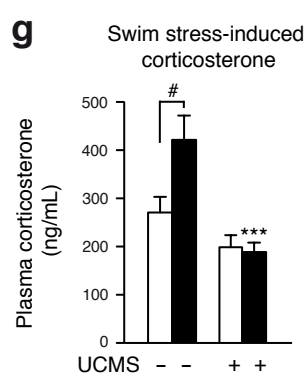 g
Swim stress-induced
corticosterone
Plasma corticosterone
(ng/mL)
500
400
300
200
100
0
#
***
UCMS - - + +